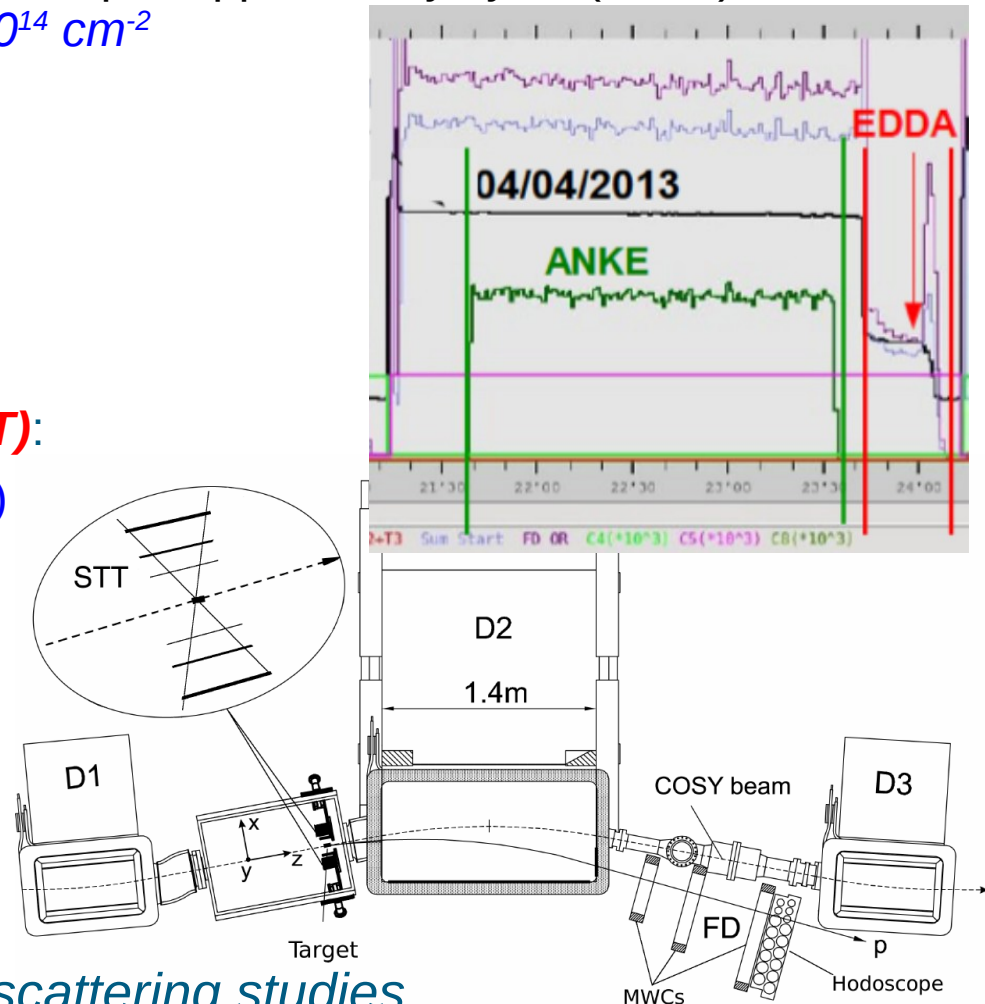 0¹⁴ cm⁻²
EDDA
04/04/2013
ANKE
21'30 22'00 22'30 23'00 23'30 24'00
2+T3 Sum Start FD OR C4(*10^3) C5(*10^3) C8(*10^3)
T):
)
STT
D2
1.4m
D1
COSY beam
D3
x
z
y
FD
p
Target
Hodoscope
MWCs
scattering studies